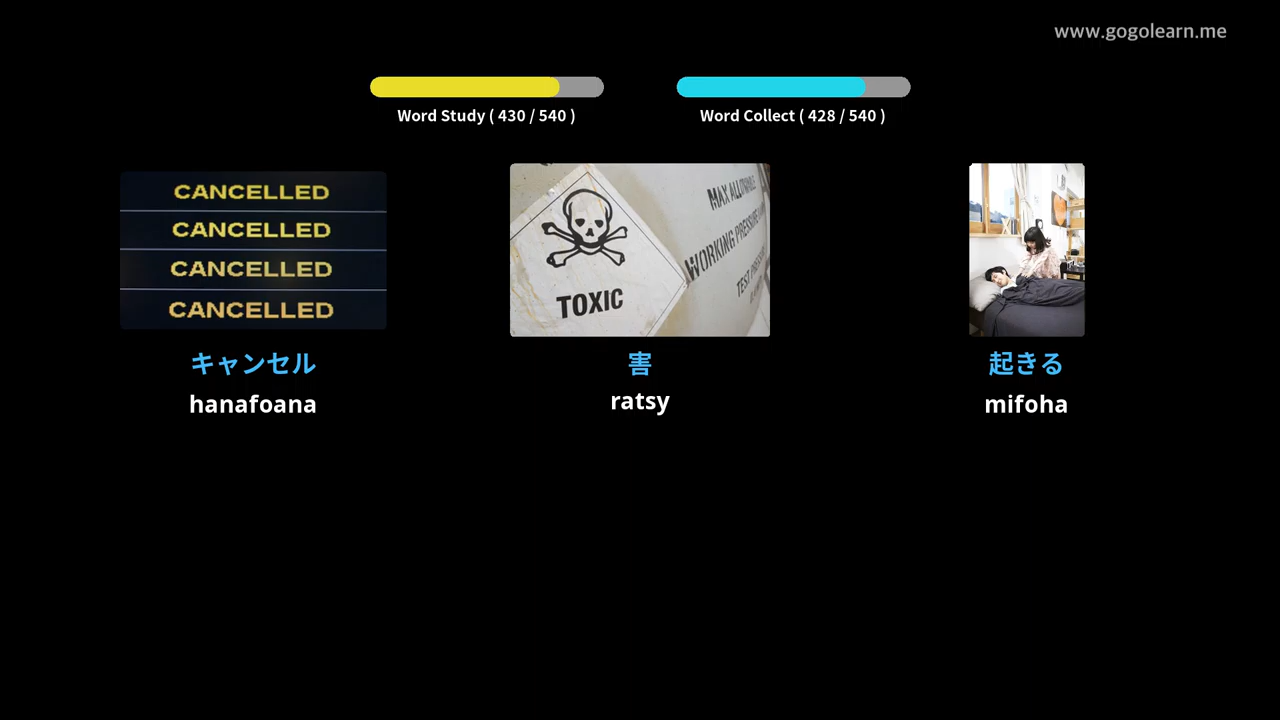 www.gogolearn.me
Word Study ( 430 / 540 )
Word Collect ( 428 / 540 )
CANCELLED
CANCELLED
CANCELLED
CANCELLED
TOXIC
MAX ALLOWABLE
WORKING PRESSURE
TEST
キャンセル
害
起きる
hanafoana
ratsy
mifoha